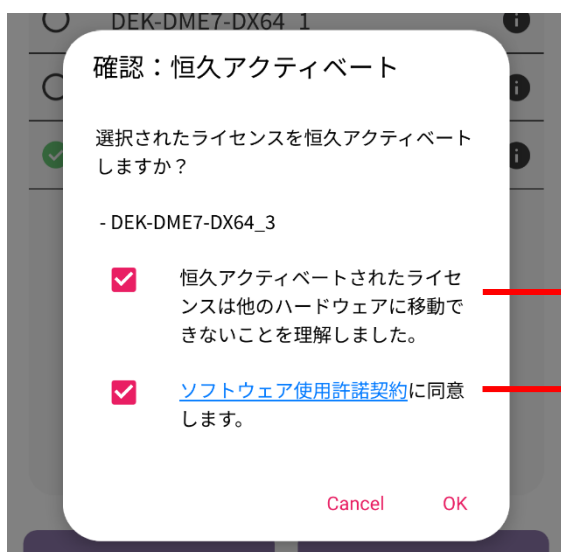 DEK-DME7-DX64_1
確認：恒久アクティベート
選択されたライセンスを恒久アクティベート
しますか？
- DEK-DME7-DX64_3
恒久アクティベートされたライセ
ンスは他のハードウェアに移動で
きないことを理解しました。
ソフトウェア使用許諾契約に同意
します。
Cancel OK